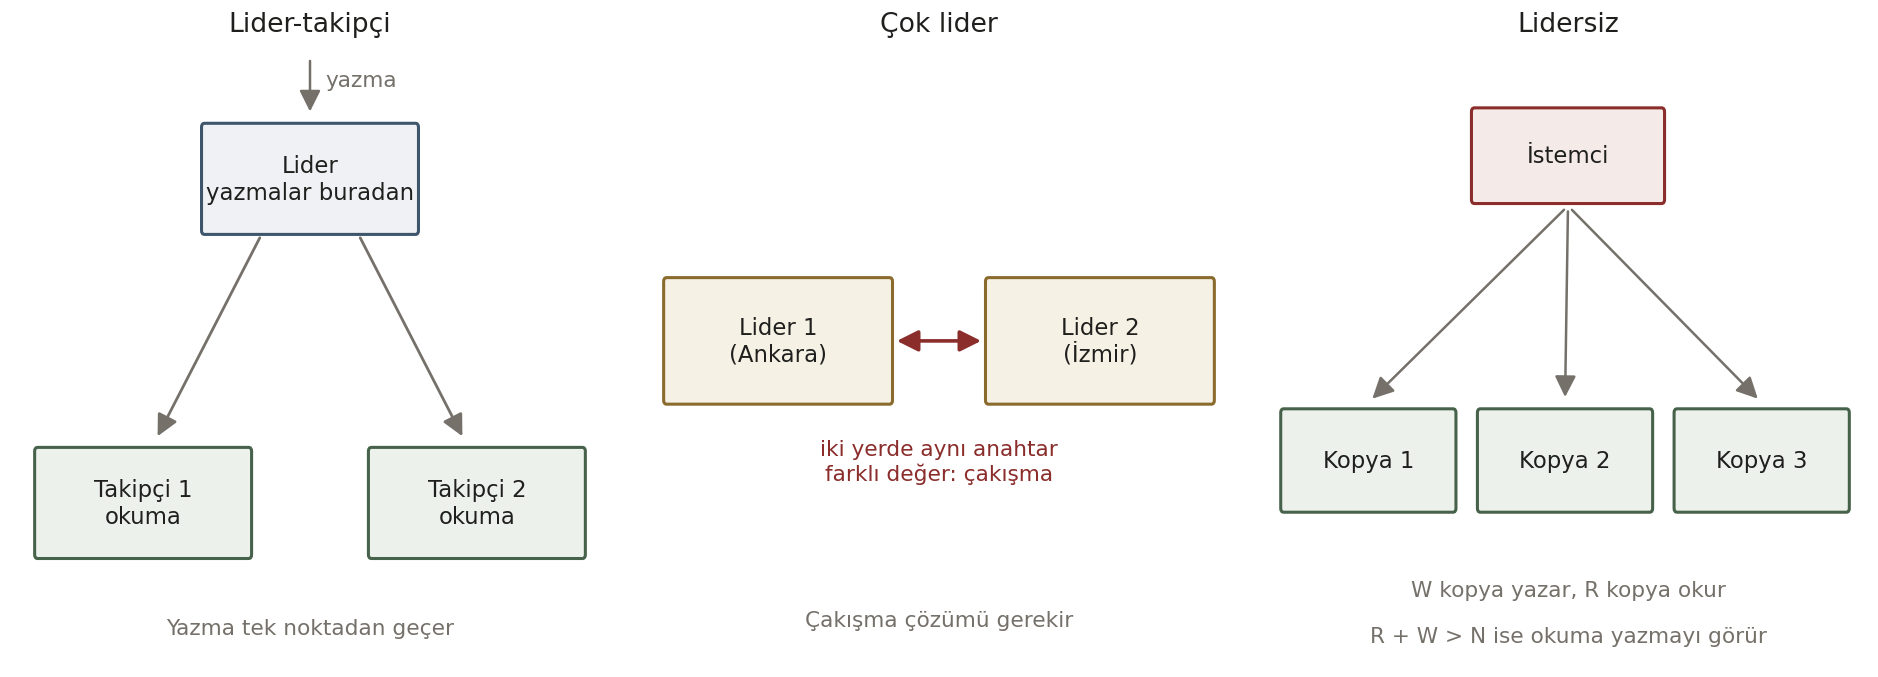 Lider-takipçi
yazma
Lider
yazmalar buradan
Takipçi 1
okuma
Takipçi 2
okuma
Yazma tek noktadan geçer
Çok lider
Lider 1
(Ankara)
Lider 2
(İzmir)
iki yerde aynı anahtar
farklı değer: çakışma
Çakışma çözümü gerekir
Lidersiz
İstemci
Kopya 1
Kopya 2
Kopya 3
W kopya yazar, R kopya okur
R + W > N ise okuma yazmayı görür